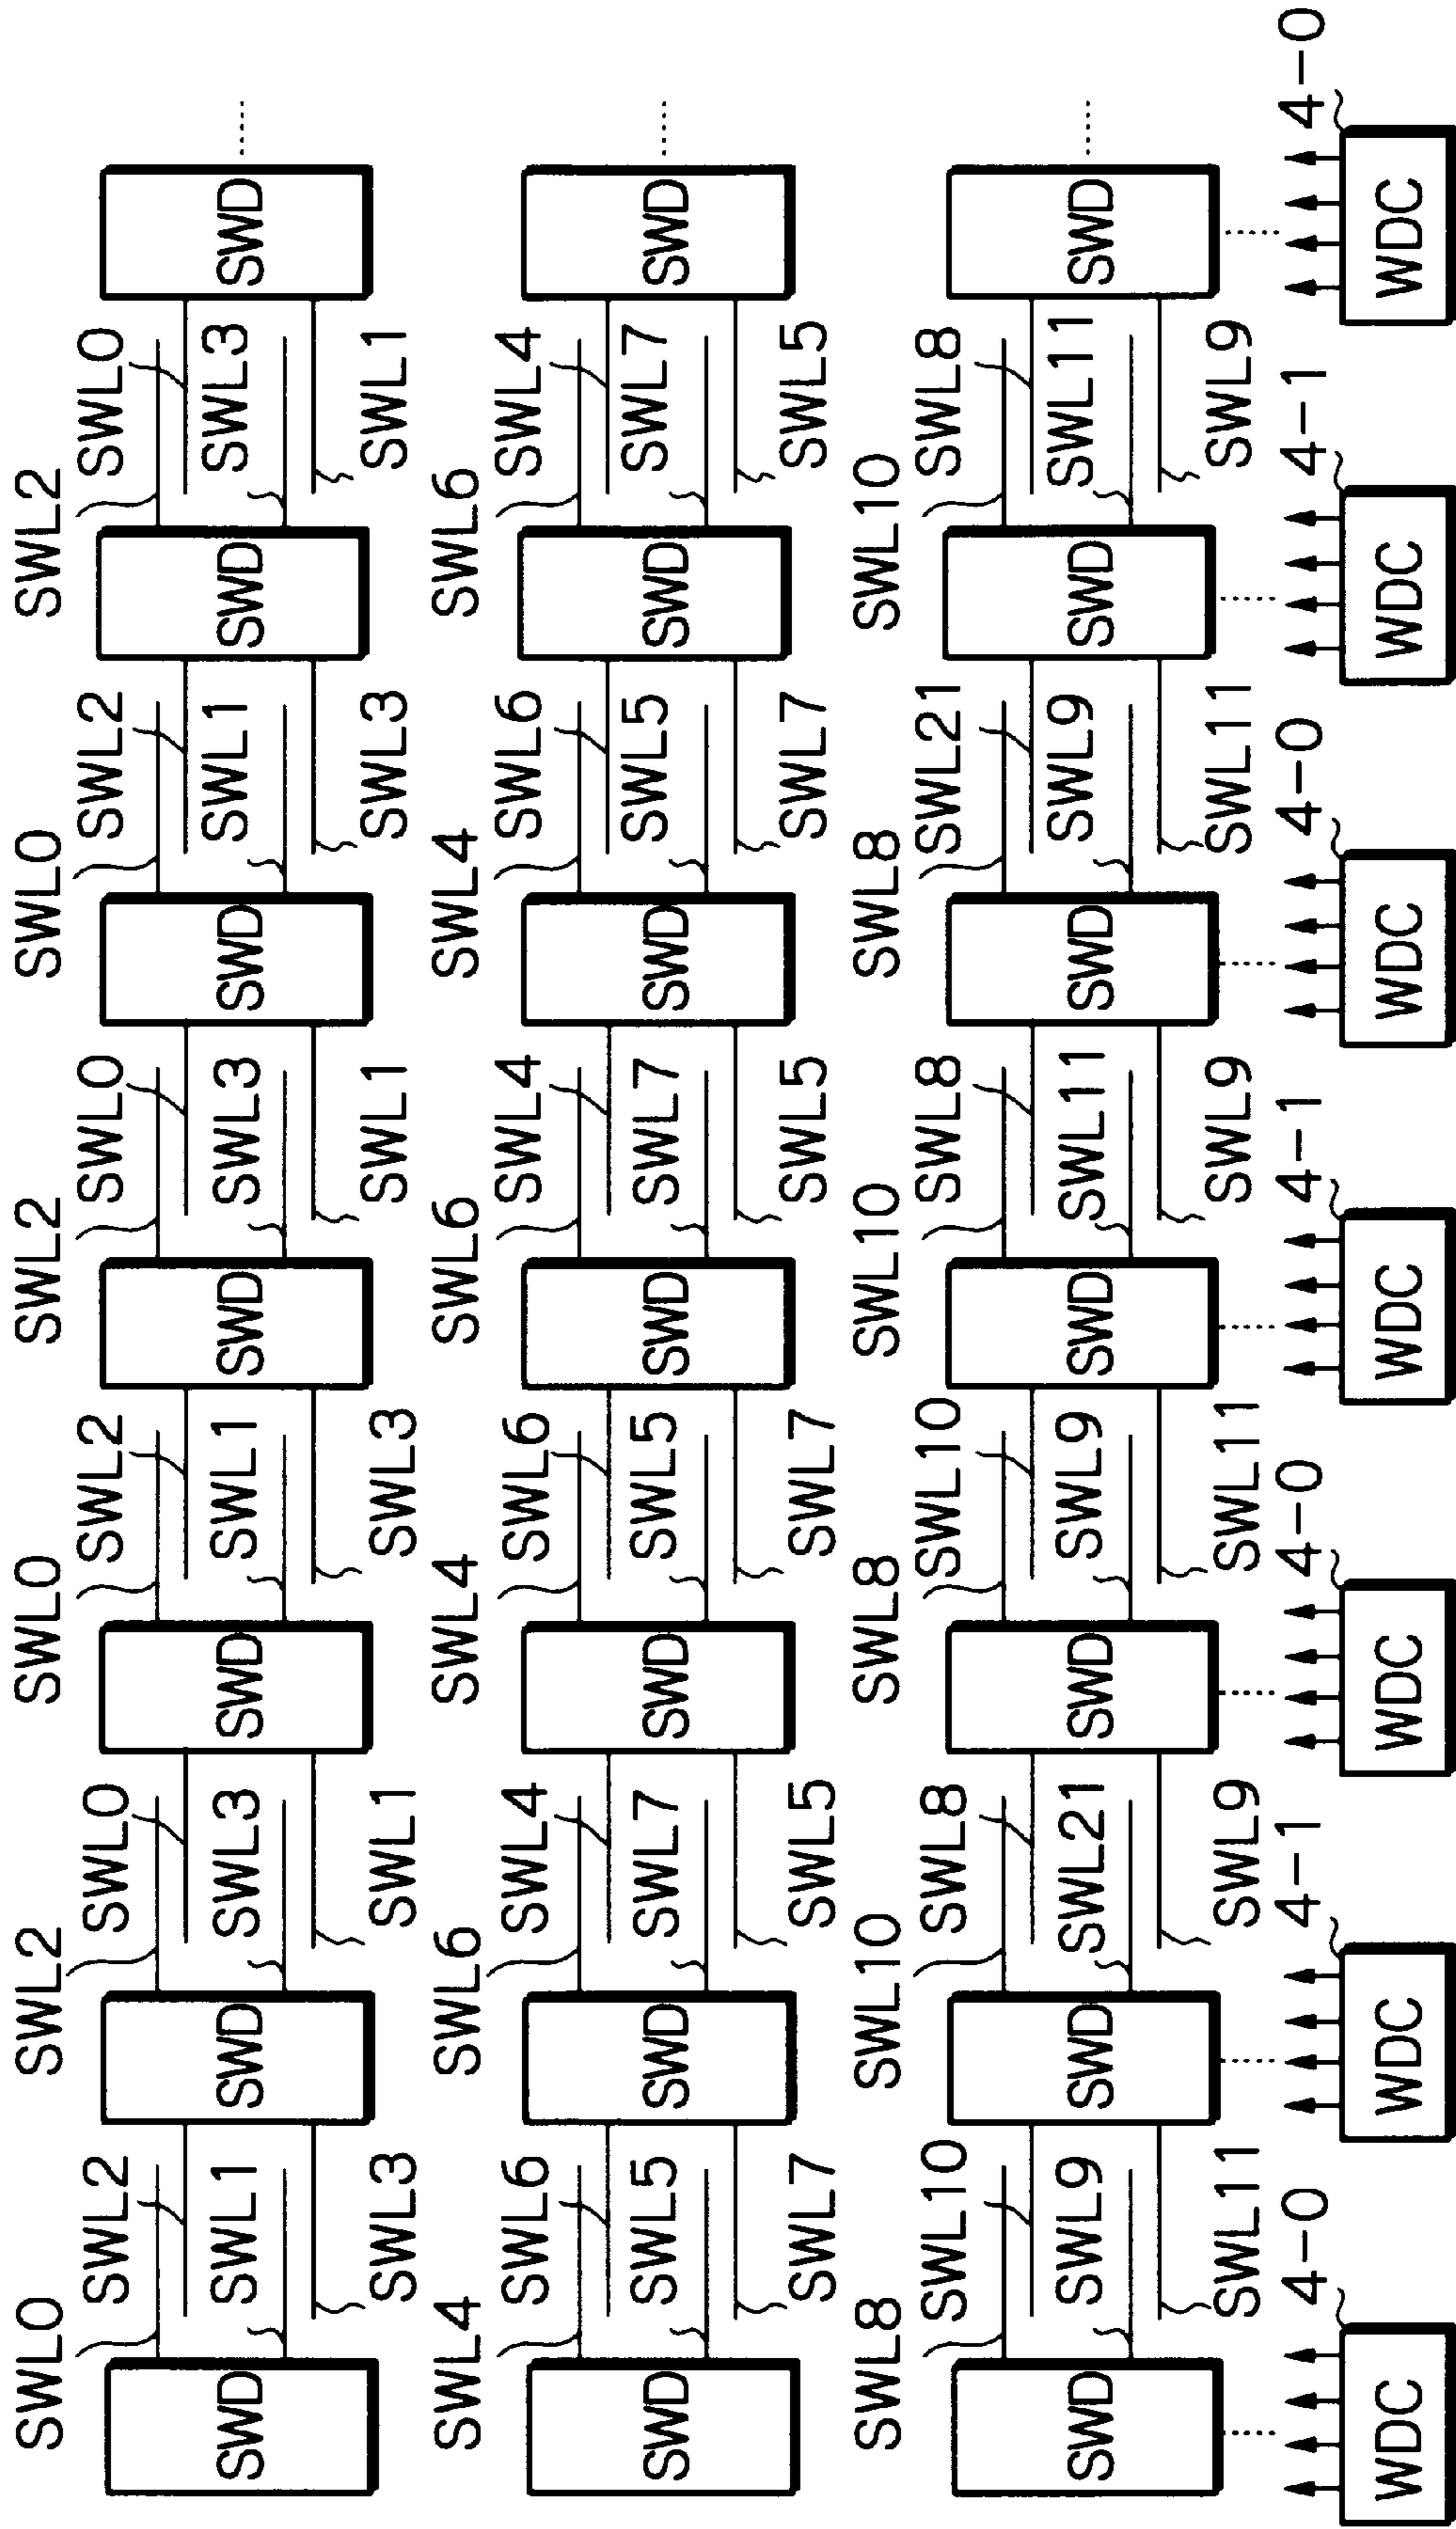 SWL0 SWL2 SWL0 SWL2 SWL0 SWL2
SWL2 SWL0 SWL2 SWL0 SWL2 SWL0
SWD SWL1 SWD SWL3 SWD SWL1 SWD SWL3 SWD SWL1 SWD SWL3 SWD
SWL3 SWL1 SWL3 SWL1 SWL3 SWL1
SWL4 SWL6 SWL4 SWL6 SWL4 SWL6
SWL6 SWL4 SWL6 SWL4 SWL6 SWL4
SWD SWL5 SWD SWL7 SWD SWL5 SWD SWL7 SWD SWL5 SWD SWL7 SWD
SWL7 SWL5 SWL7 SWL5 SWL7 SWL5
SWL8 SWL10 SWL8 SWL10 SWL8 SWL10
SWL10 SWL8 SWL10 SWL8 SWL21 SWL8
SWD SWL9 SWD SWL21 SWD SWL9 SWD SWL11 SWD SWL9 SWD SWL11 SWD
SWL11 SWL9 SWL11 SWL9 SWL11 SWL9
4-0 4-1 4-0 4-1 4-0 4-1 4-0
WDC WDC WDC WDC WDC WDC WDC